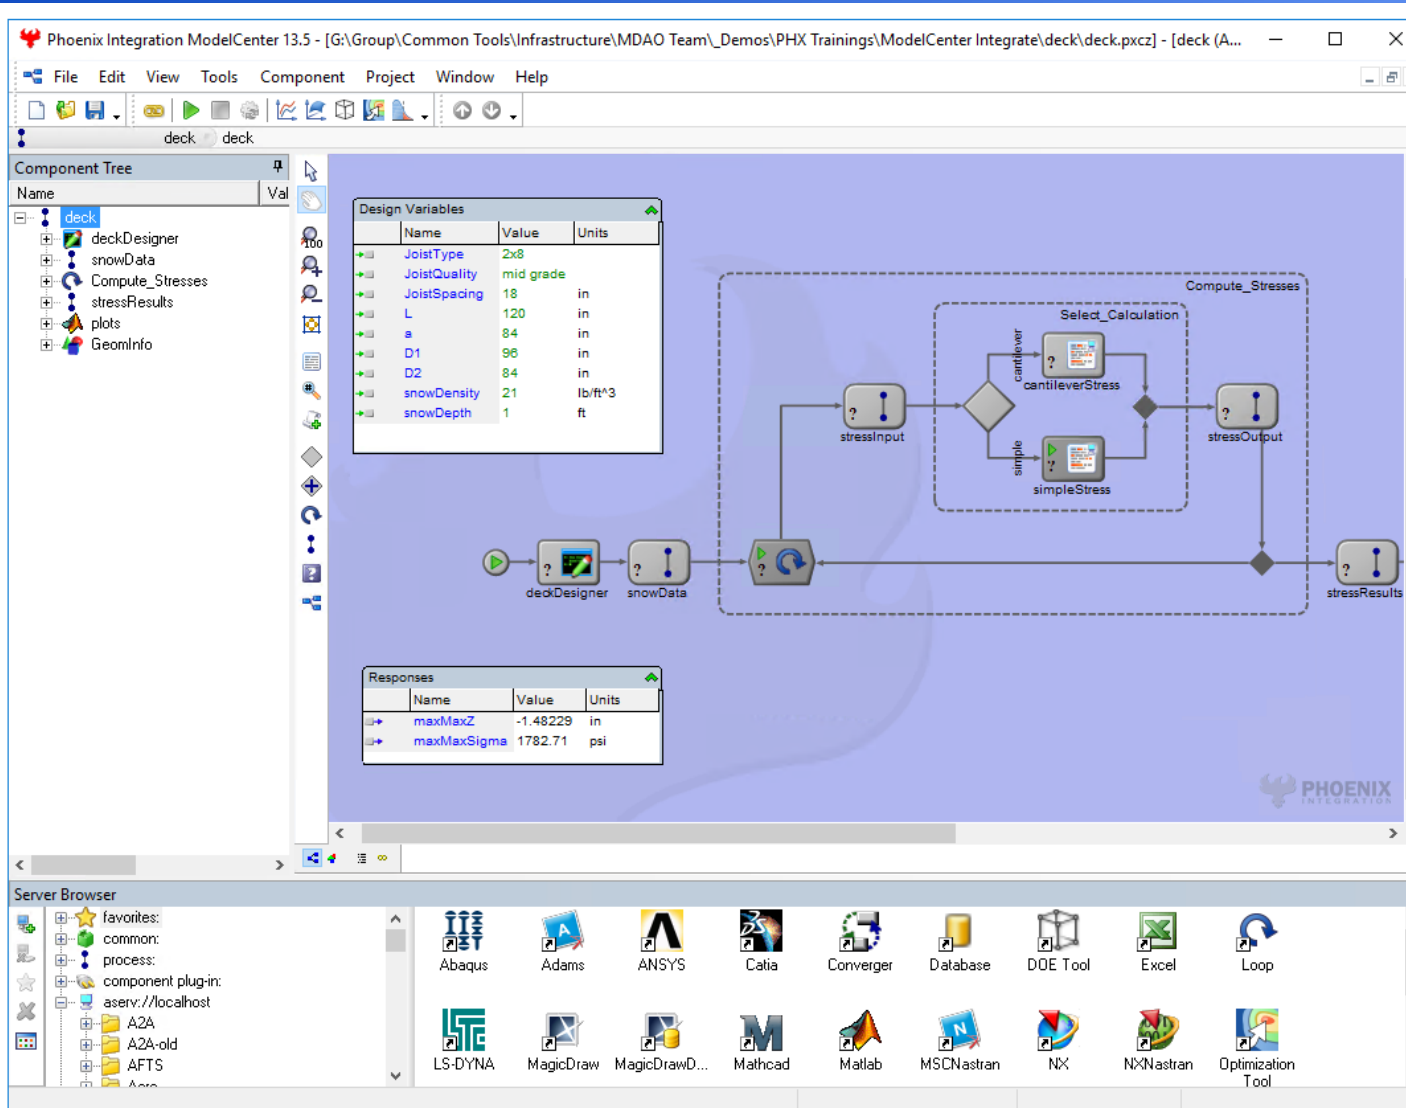 Phoenix Integration ModelCenter 13.5 - [G:\Group\Common Tools\Infrastructure\MDAO Team\_Demos\PHX Trainings\ModelCenter Integrate\deck\deck.pxcz] - [deck (A...
File Edit View Tools Component Project Window Help
deck deck
Component Tree
Name Val
deck
deckDesigner
snowData
Compute_Stresses
stressResults
plots
GeomInfo
100
Design Variables
Name Value Units
JoistType 2x8
JoistQuality mid grade
JoistSpacing 18 in
L 120 in
a 84 in
D1 96 in
D2 84 in
snowDensity 21 lb/ft^3
snowDepth 1 ft
Compute_Stresses
Select_Calculation
cantilever
?
cantileverStress
?
stressInput
?
stressOutput
simple
?
simpleStress
?
deckDesigner
?
snowData
?
?
stressResults
Responses
Name Value Units
maxMaxZ -1.48229 in
maxMaxSigma 1782.71 psi
PHOENIX
INTEGRATION
Server Browser
favorites:
common:
process:
component plug-in:
aserv://localhost
A2A
A2A-old
AFTS
Abaqus Adams ANSYS Catia Converger Database DOE Tool Excel Loop
LS-DYNA MagicDraw MagicDrawD... Mathcad Matlab MSCNastran NX NXNastran Optimization
Tool